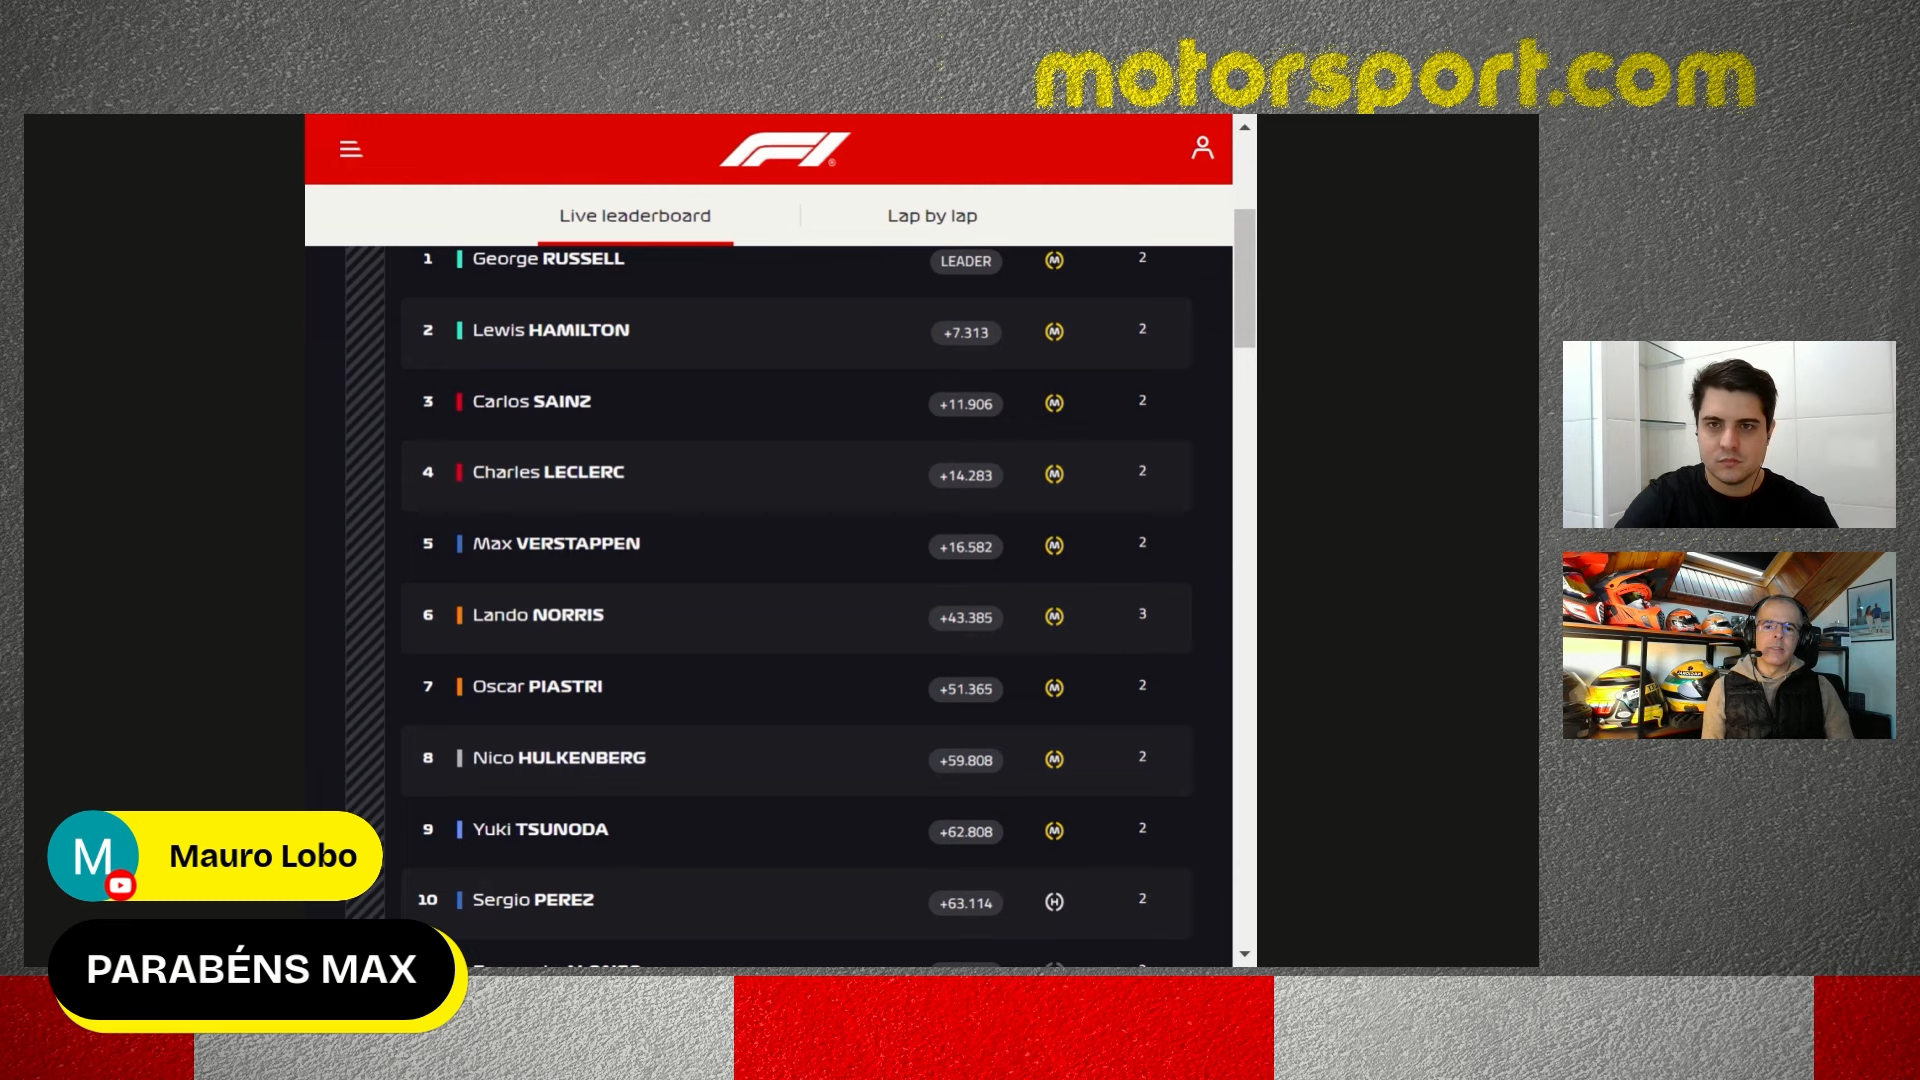 motorsport.com
F1
Live leaderboard Lap by lap
1 George RUSSELL LEADER M 2
2 Lewis HAMILTON +7.313 M 2
3 Carlos SAINZ +11.906 M 2
4 Charles LECLERC +14.283 M 2
5 Max VERSTAPPEN +16.582 M 2
6 Lando NORRIS +43.385 M 3
7 Oscar PIASTRI +51.365 M 2
8 Nico HULKENBERG +59.808 M 2
9 Yuki TSUNODA +62.808 M 2
10 Sergio PEREZ +63.114 H 2
M Mauro Lobo
PARABÉNS MAX